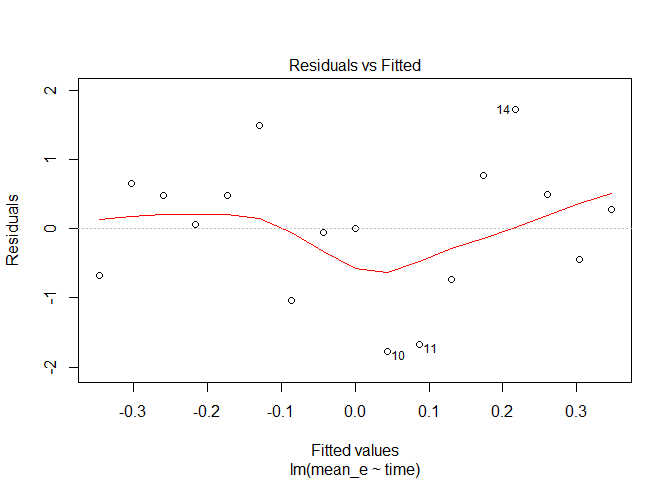 Residuals vs Fitted
Residuals
2
1
0
-1
-2
14
10
11
-0.3 -0.2 -0.1 0.0 0.1 0.2 0.3
Fitted values
lm(mean_e ~ time)